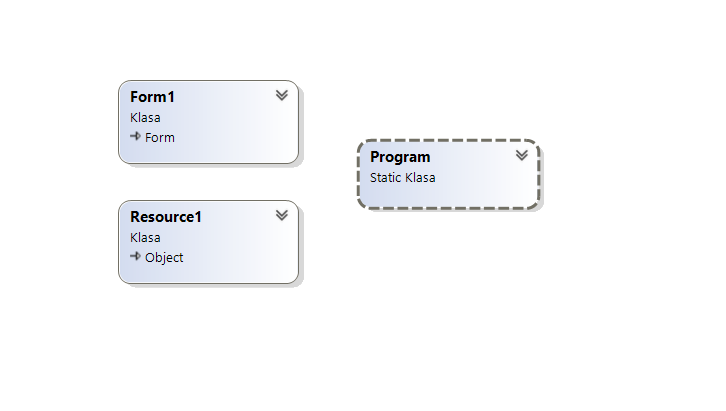 Form1
Klasa
Form
Program
Static Klasa
Resource1
Klasa
Object